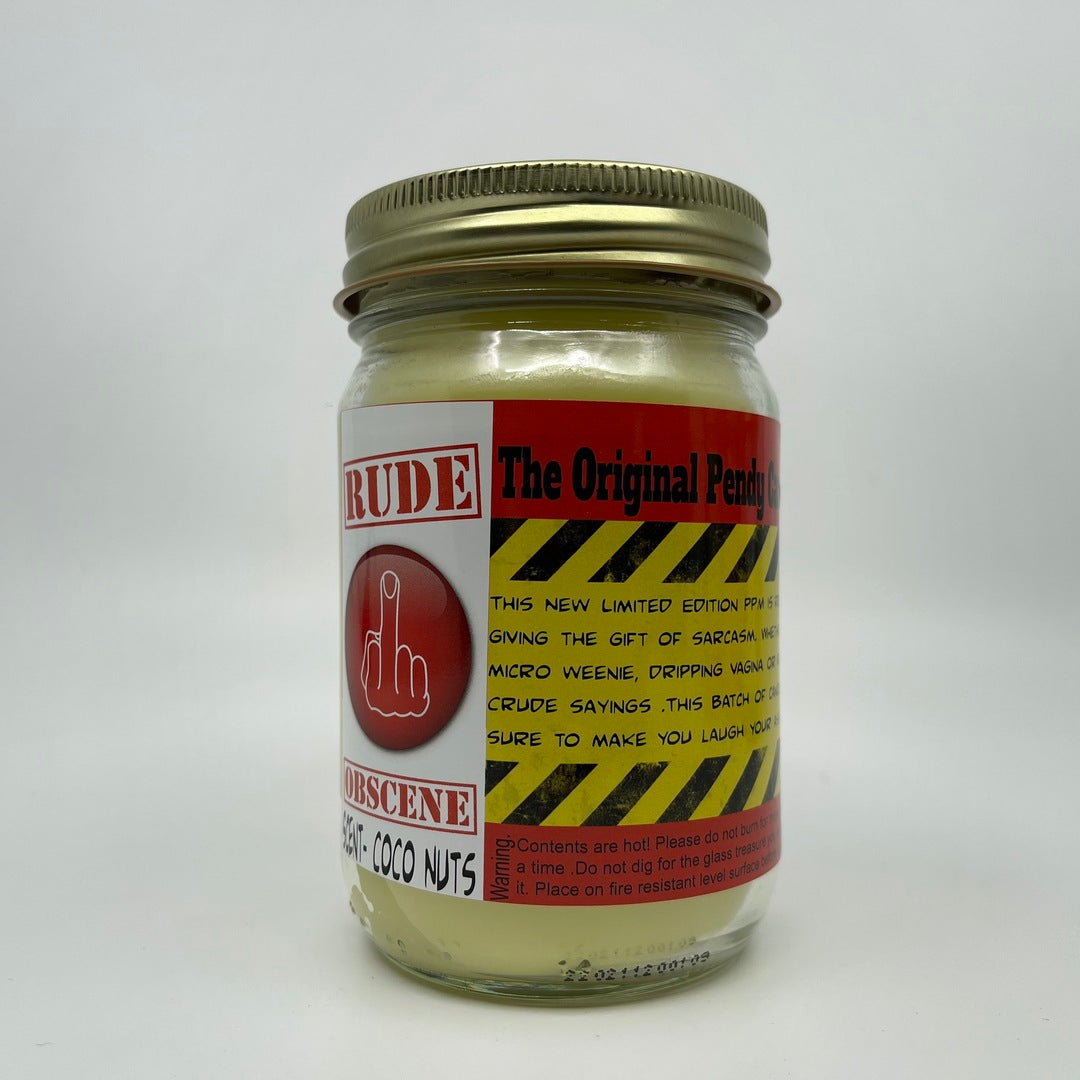 RUDE
OBSCENE
SCENT- COCO NUTS
The Original Pendy
THIS NEW LIMITED EDITION PPM IS
GIVING THE GIFT OF SARCASM.
MICRO WEENIE, DRIPPING VAGINA OR
CRUDE SAYINGS .THIS BATCH OF
SURE TO MAKE YOU LAUGH YOUR
Warning.
Contents are hot! Please do not burn for
a time .Do not dig for the glass treasure
it. Place on fire resistant level surface